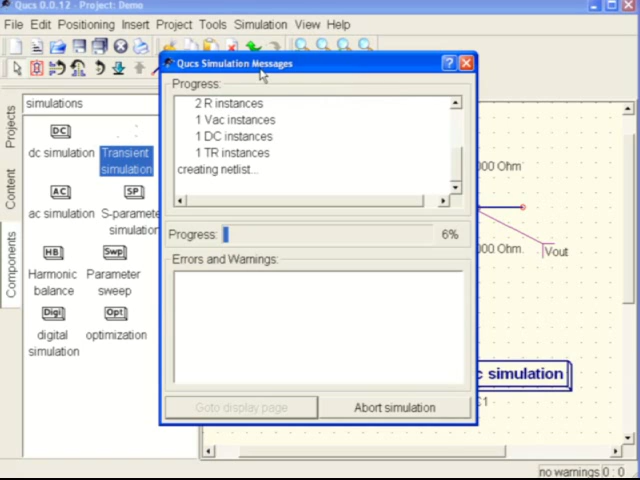 Qucs 0.0.12 - Project: Demo
File Edit Positioning Insert Project Tools Simulation View Help
Qucs Simulation Messages
Progress:
2 R instances
1 Vac instances
1 DC instances
1 TR instances
creating netlist...
Progress:
6%
Errors and Warnings:
Goto display page
Abort simulation
Projects
Content
Components
simulations
DC
dc simulation
Transient
simulation
AC
SP
ac simulation
S-paramete
simulation
HB
Swp
Harmonic
balance
Parameter
sweep
Digi
Opt
digital
simulation
optimization
000 Ohm
000 Ohm
Vout
c simulation
C1
no warnings 0 : 0